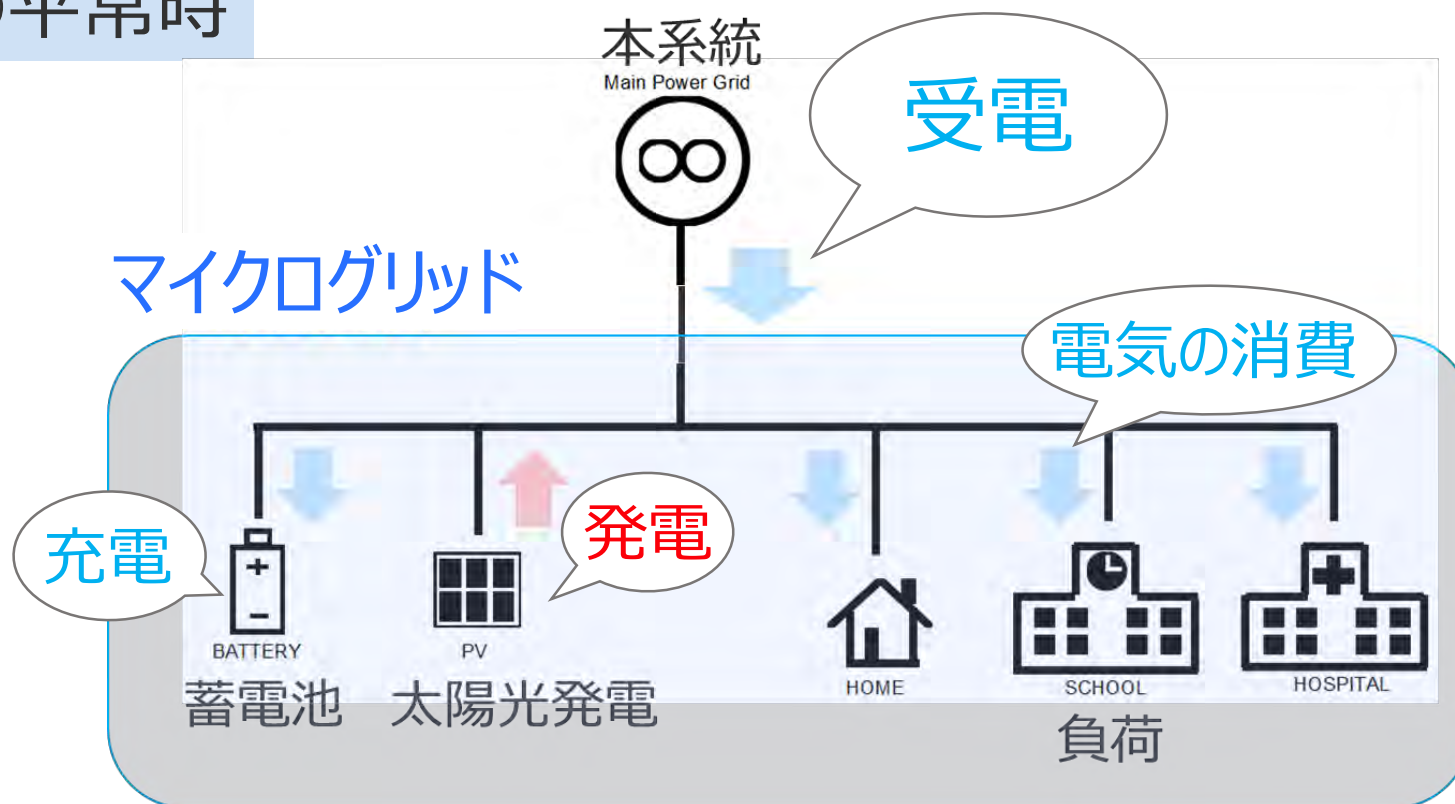 の平常時
本系統
Main Power Grid
受電
マイクログリッド
電気の消費
充電
発電
+
-
BATTERY
PV
HOME
SCHOOL
HOSPITAL
蓄電池
太陽光発電
負荷